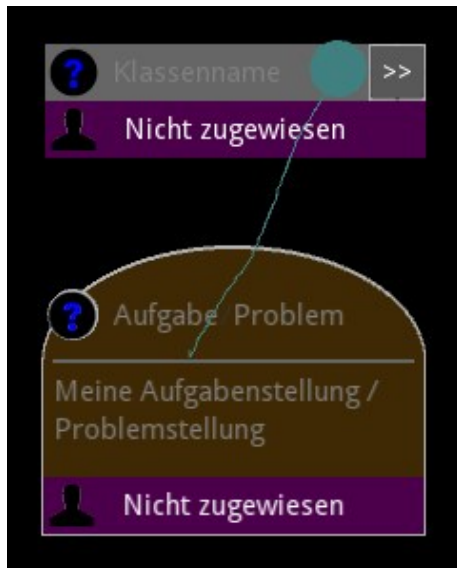 ? Klassenname >>
Nicht zugewiesen
? Aufgabe Problem
Meine Aufgabenstellung /
Problemstellung
Nicht zugewiesen